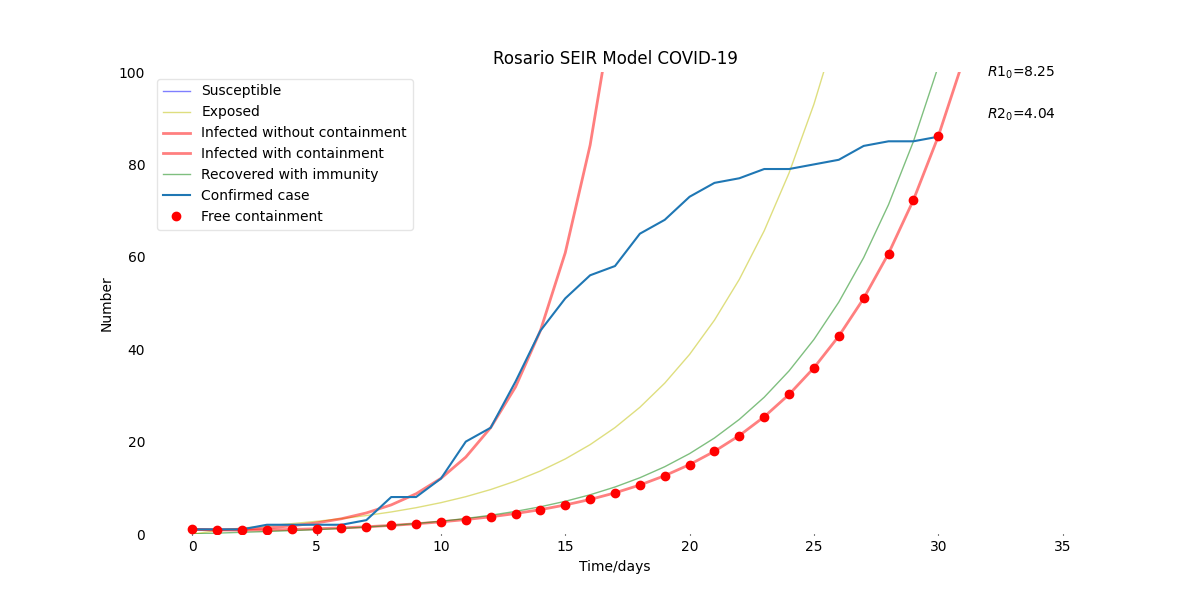 Rosario SEIR Model COVID-19
100
80
60
40
20
0
Number
Susceptible
Exposed
Infected without containment
Infected with containment
Recovered with immunity
Confirmed case
Free containment
R1₀=8.25
R2₀=4.04
0 5 10 15 20 25 30 35
Time/days